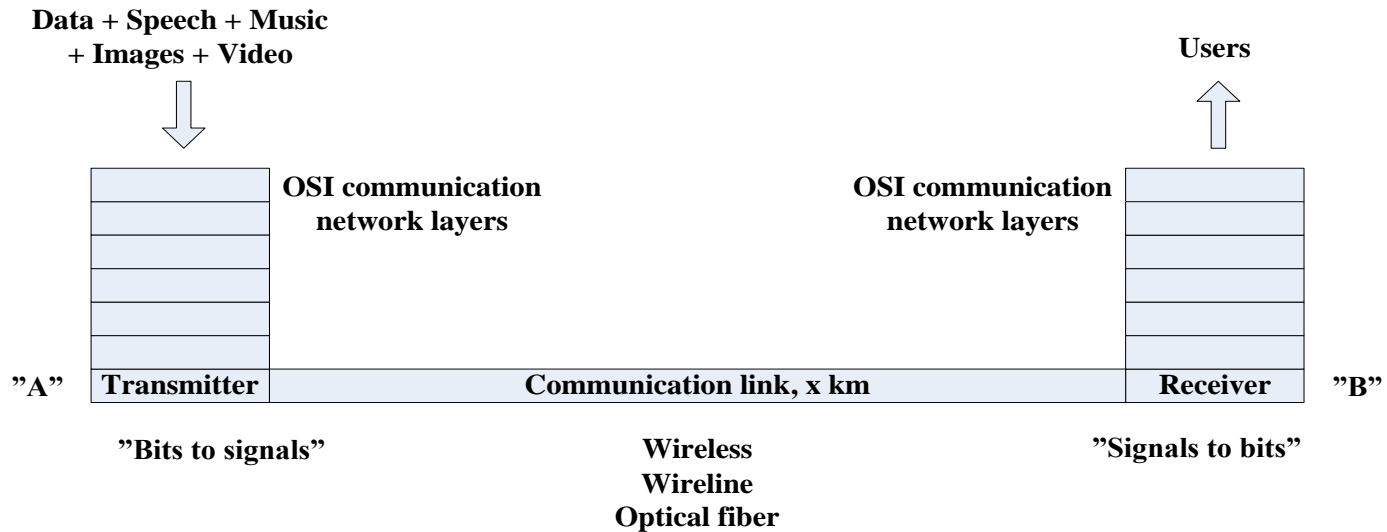 Data + Speech + Music
+ Images + Video
Users
OSI communication
network layers
OSI communication
network layers
”A”
Transmitter
Communication link, x km
Receiver
”B”
”Bits to signals”
Wireless
Wireline
Optical fiber
”Signals to bits”